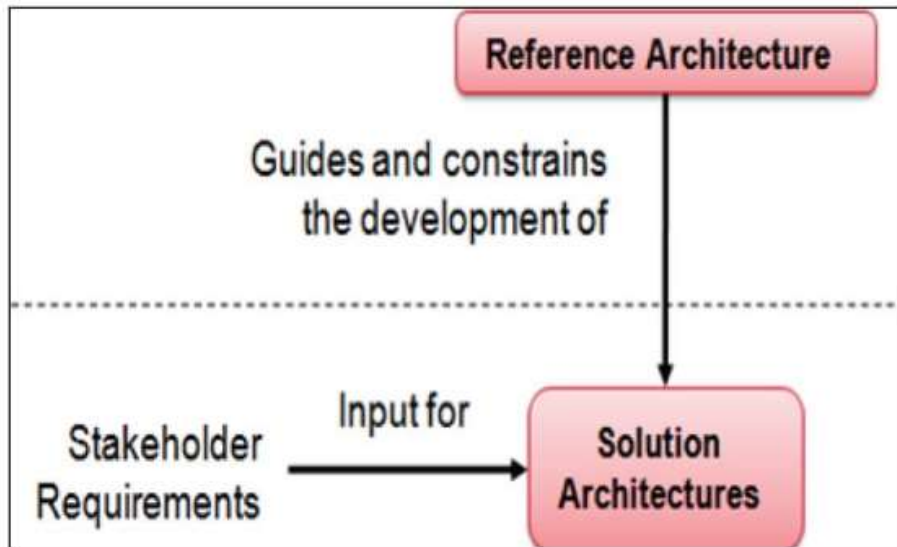 Reference Architecture
Guides and constrains
the development of
Input for
Stakeholder
Requirements
Solution
Architectures